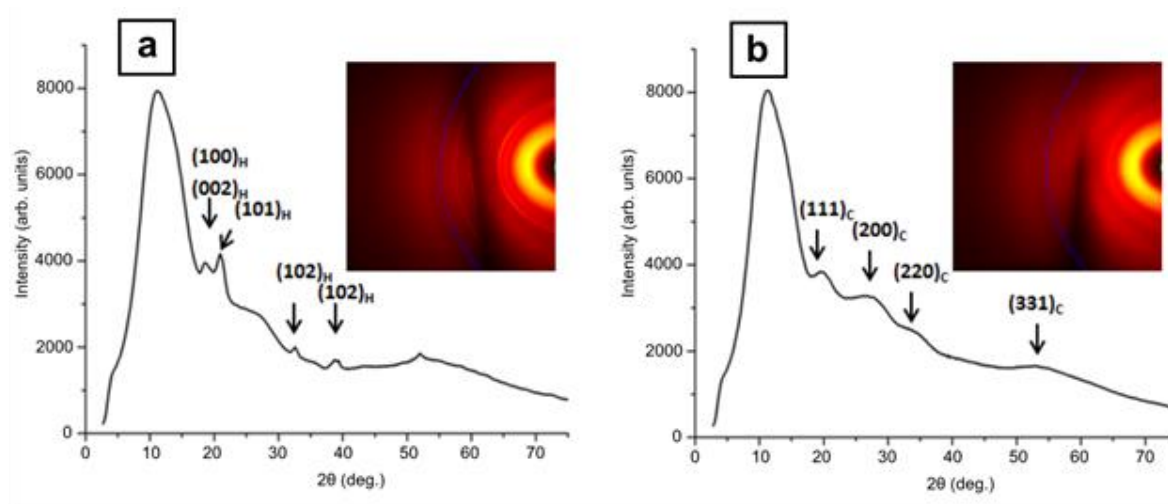 a
Intensity (arb. units)
8000
6000
4000
2000
0
(100)H
(002)H
(101)H
(102)H
(102)H
0 10 20 30 40 50 60 70
2θ (deg.)
b
Intensity (arb. units)
8000
6000
4000
2000
0
(111)C
(200)C
(220)C
(331)C
0 10 20 30 40 50 60 70
2θ (deg.)